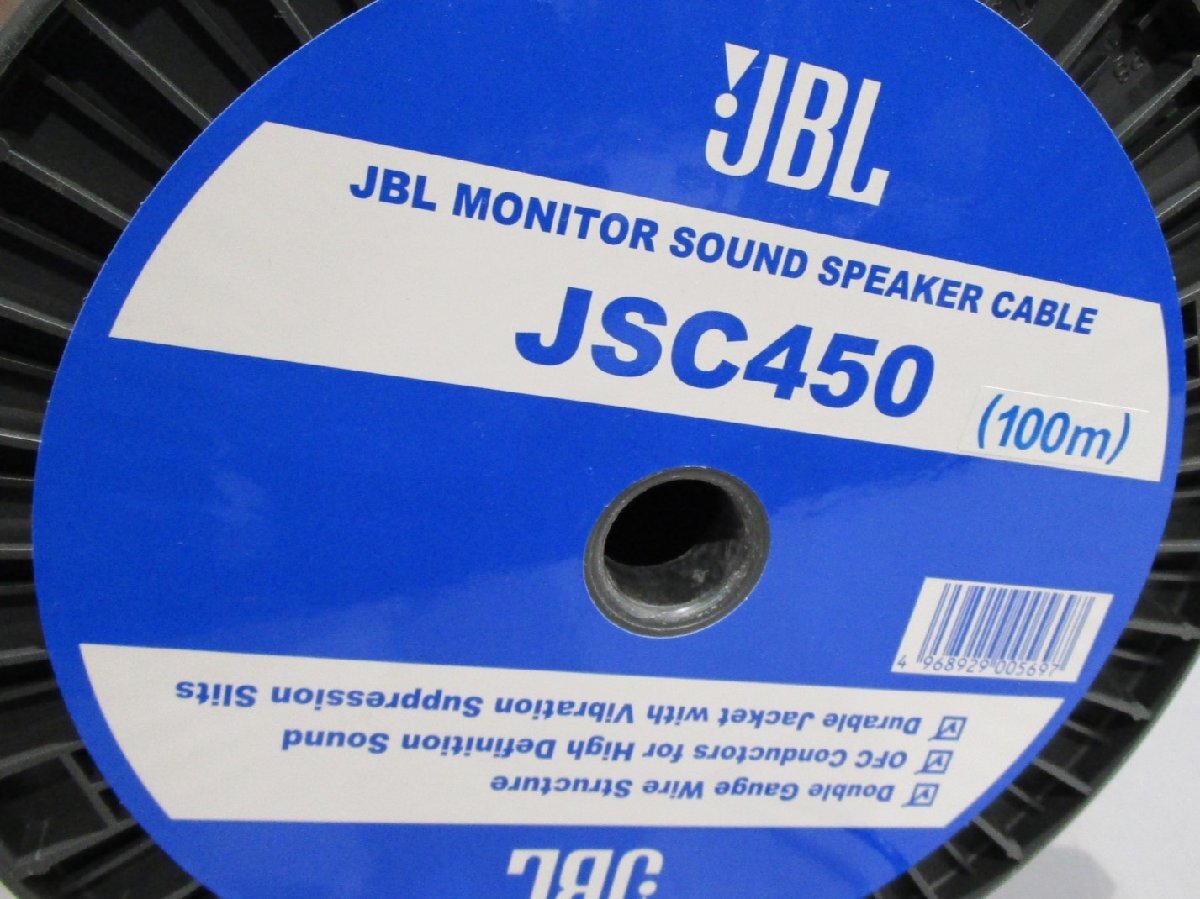 JBL
JBL MONITOR SOUND SPEAKER CABLE
JSC450
(100m)
4 968929 005697
Double Gauge Wire Structure
OFC Conductors for High Definition Sound
Durable Jacket with Vibration Suppression Slits
JBL